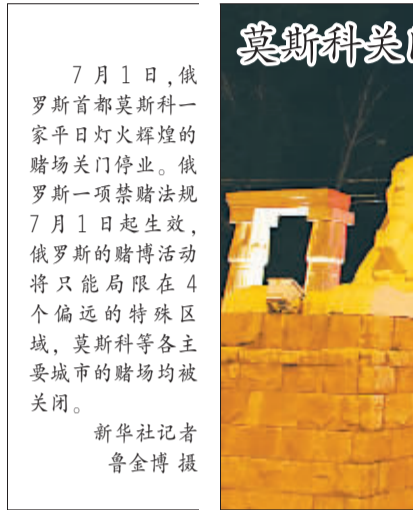 7月1日,俄
罗斯首都莫斯科一
家平日灯火辉煌的
赌场关门停业。俄
罗斯一项禁赌法规
7月1日起生效,
俄罗斯的赌博活动
将只能局限在4
个偏远的特殊区
域,莫斯科等各主
要城市的赌场均被
关闭。
新华社记者
鲁金博 摄
莫斯科关